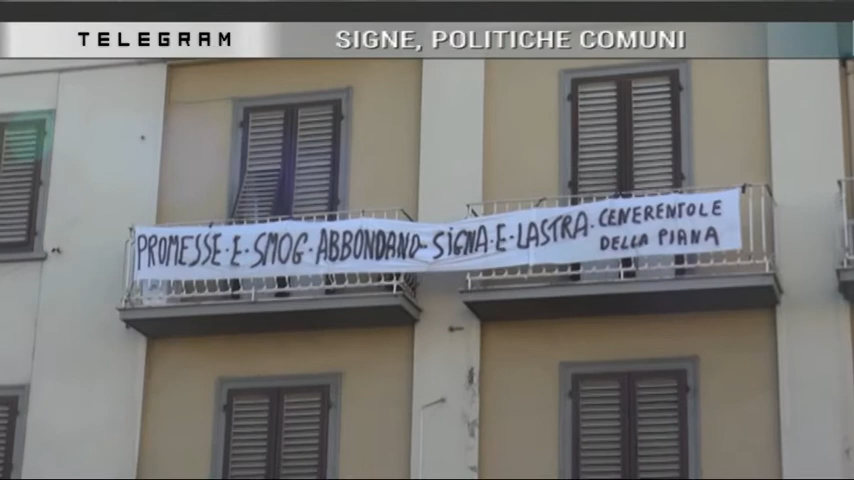 TELEGRAM
SIGNE, POLITICHE COMUNI
PROMESSE·E·SMOG·ABBONDANO·SIGNA·E·LASTRA·CENERENTOLE
DELLA PIANA